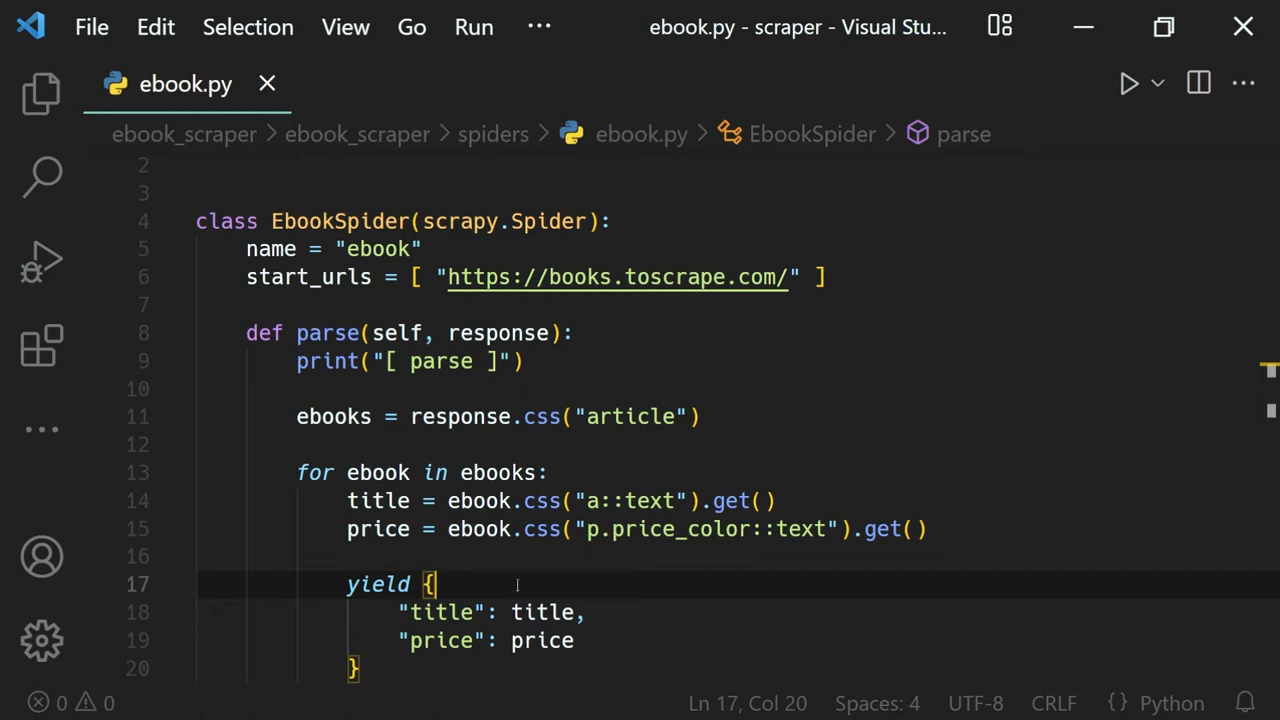 File Edit Selection View Go Run ··· ebook.py - scraper - Visual Stu...
ebook.py
ebook_scraper > ebook_scraper > spiders > ebook.py > EbookSpider > parse
2
3
4 class EbookSpider(scrapy.Spider):
5     name = "ebook"
6     start_urls = [ "https://books.toscrape.com/" ]
7
8     def parse(self, response):
9         print("[ parse ]")
10
11         ebooks = response.css("article")
12
13         for ebook in ebooks:
14             title = ebook.css("a::text").get()
15             price = ebook.css("p.price_color::text").get()
16
17             yield {
18                 "title": title,
19                 "price": price
20             }
0 0 Ln 17, Col 20 Spaces: 4 UTF-8 CRLF {} Python